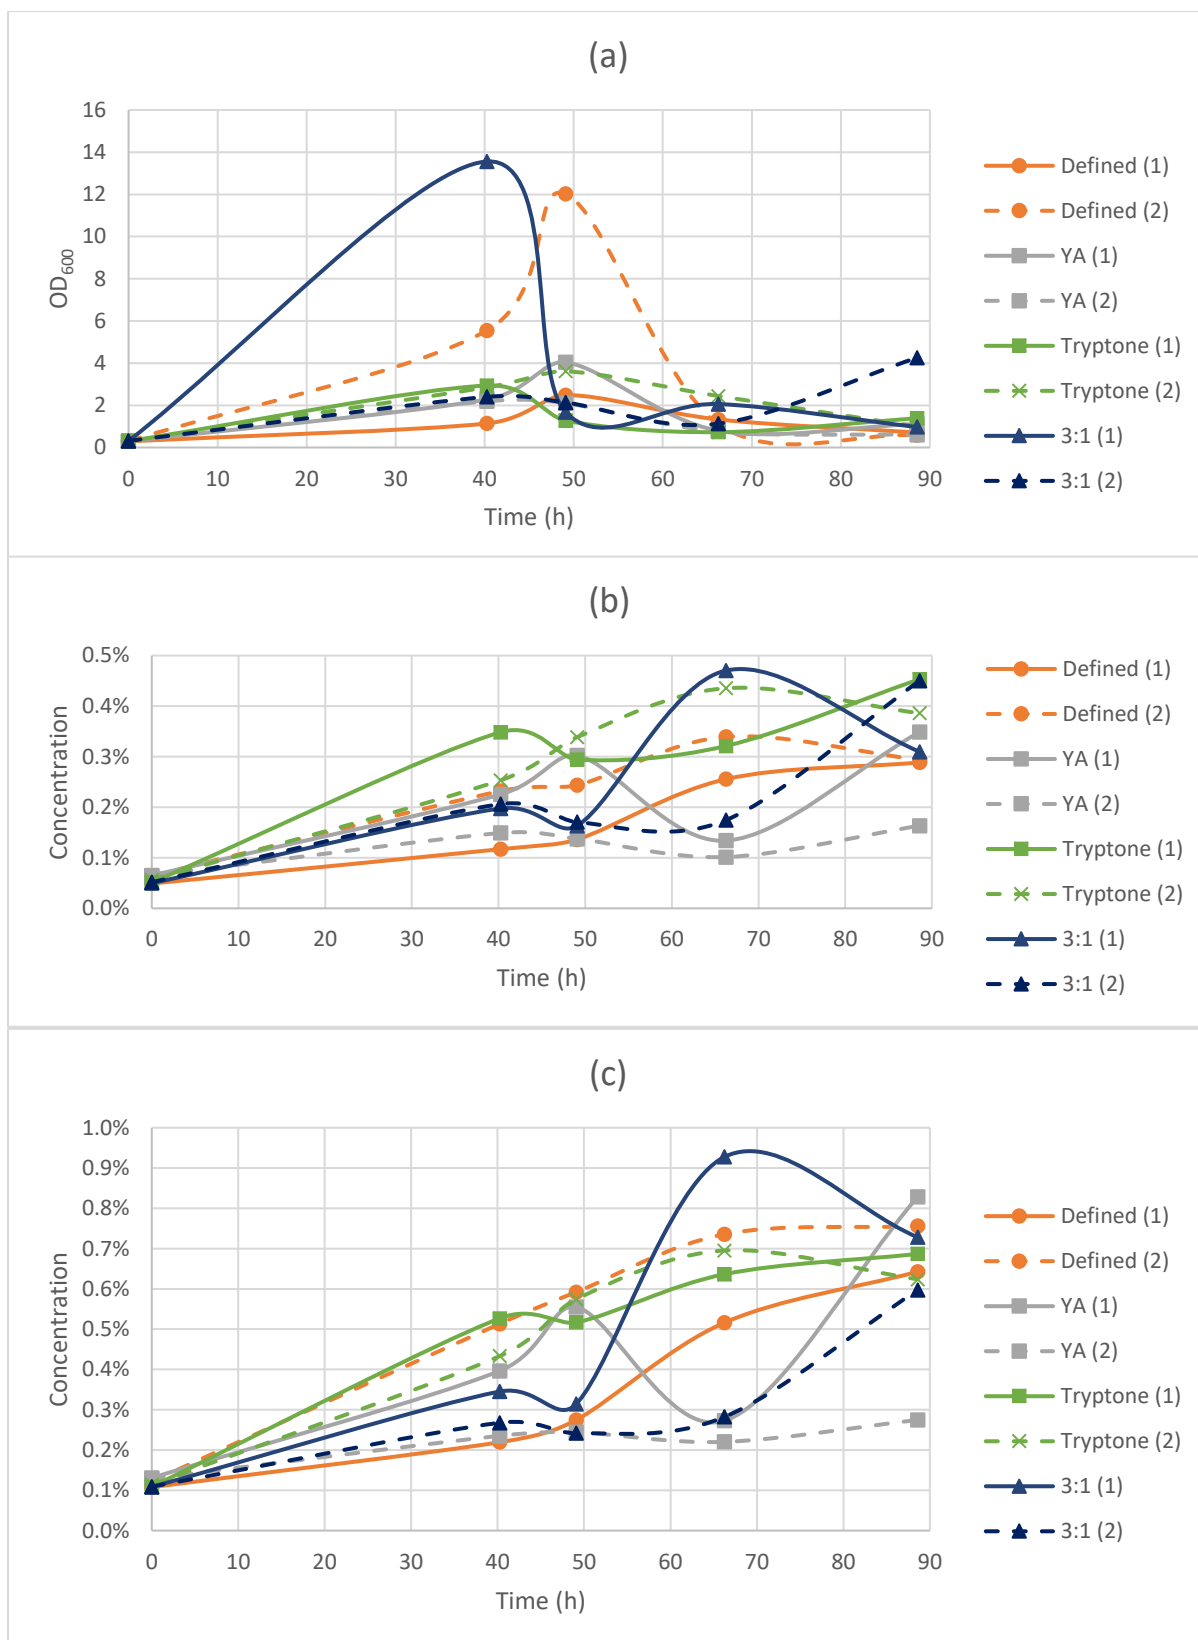 (a)
16
14
12
10
8
6
4
2
0
OD600
0 10 20 30 40 50 60 70 80 90
Time (h)
Defined (1)
Defined (2)
YA (1)
YA (2)
Tryptone (1)
Tryptone (2)
3:1 (1)
3:1 (2)
(b)
0.5%
0.4%
0.3%
0.2%
0.1%
0.0%
Concentration
0 10 20 30 40 50 60 70 80 90
Time (h)
Defined (1)
Defined (2)
YA (1)
YA (2)
Tryptone (1)
Tryptone (2)
3:1 (1)
3:1 (2)
(c)
1.0%
0.9%
0.8%
0.7%
0.6%
0.5%
0.4%
0.3%
0.2%
0.1%
0.0%
Concentration
0 10 20 30 40 50 60 70 80 90
Time (h)
Defined (1)
Defined (2)
YA (1)
YA (2)
Tryptone (1)
Tryptone (2)
3:1 (1)
3:1 (2)